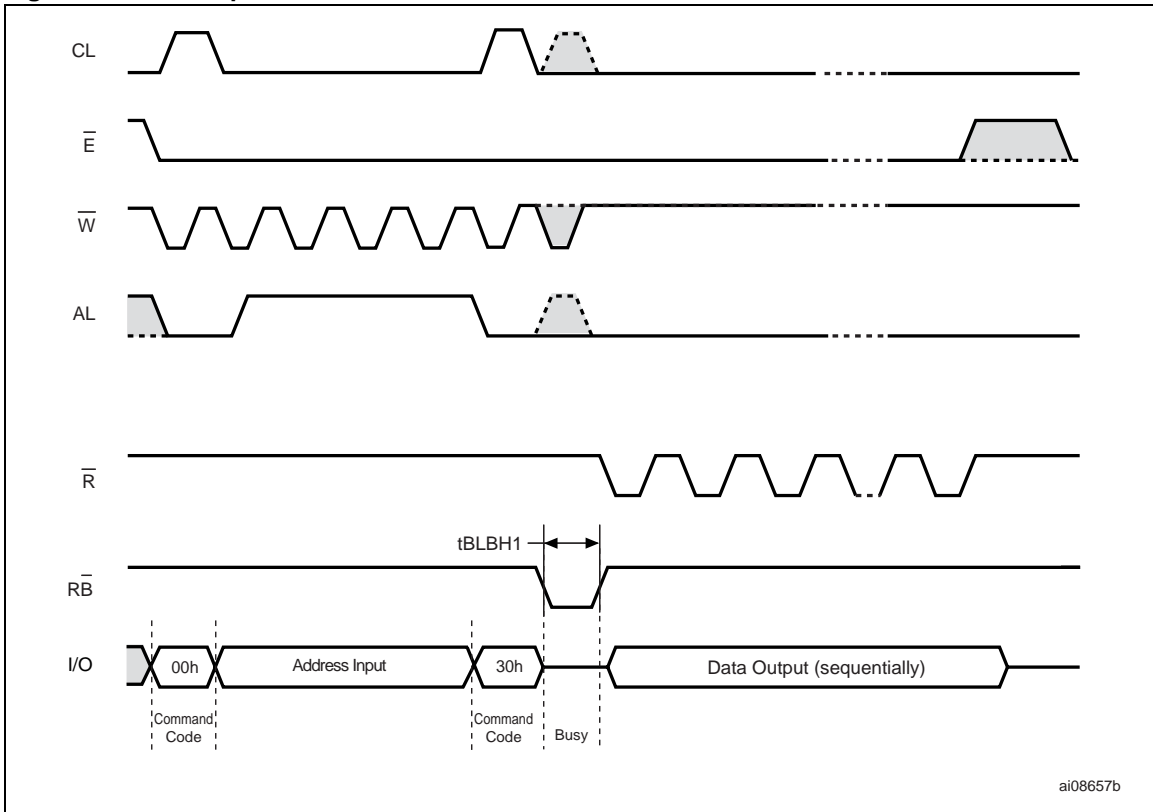 CL
E̅
W̅
AL
R̅
tBLBH1
RB̅
I/O
00h
Address Input
30h
Data Output (sequentially)
Command
Code
Command
Code
Busy
ai08657b